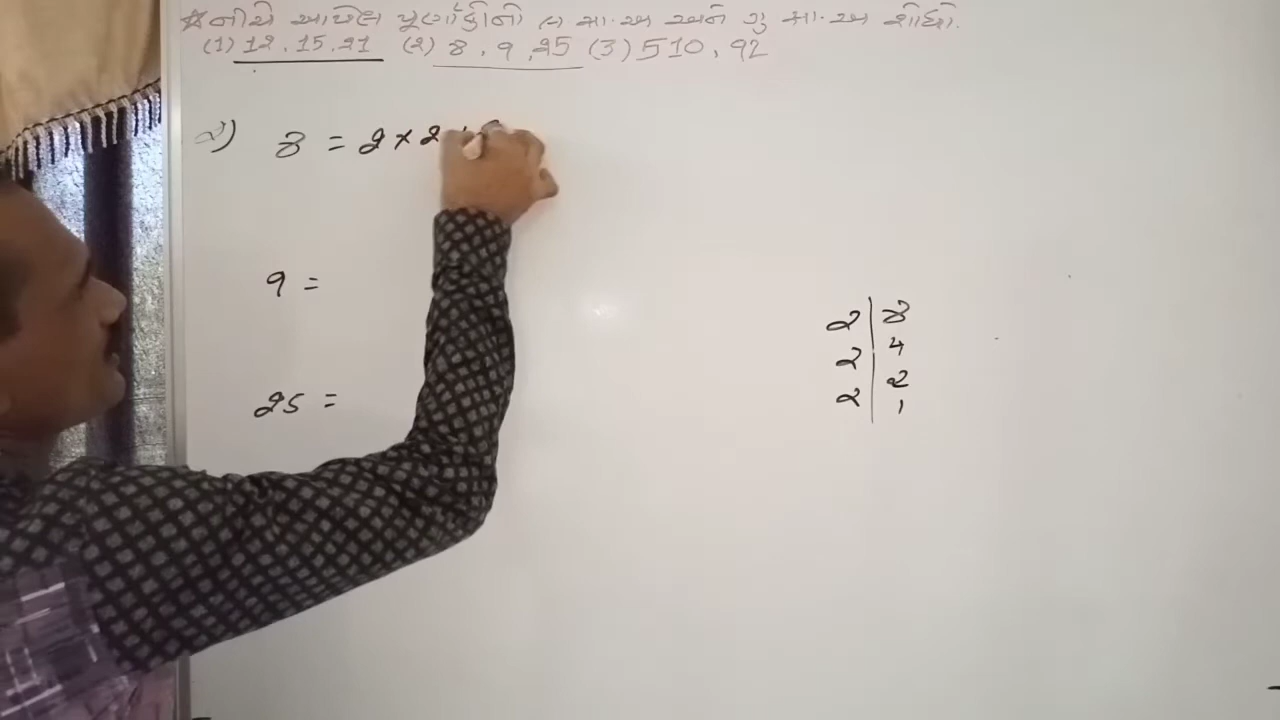 ☆ નીચે આપેલ પૂર્ણાંકોનો લ. સા. અ અને ગુ. સા. અ શોધો.
(1) 12, 15, 21 (2) 8, 9, 25 (3) 510, 92
૨) 8 = 2 × 2
9 =
25 =
2 | 8
2 | 4
2 | 2
1